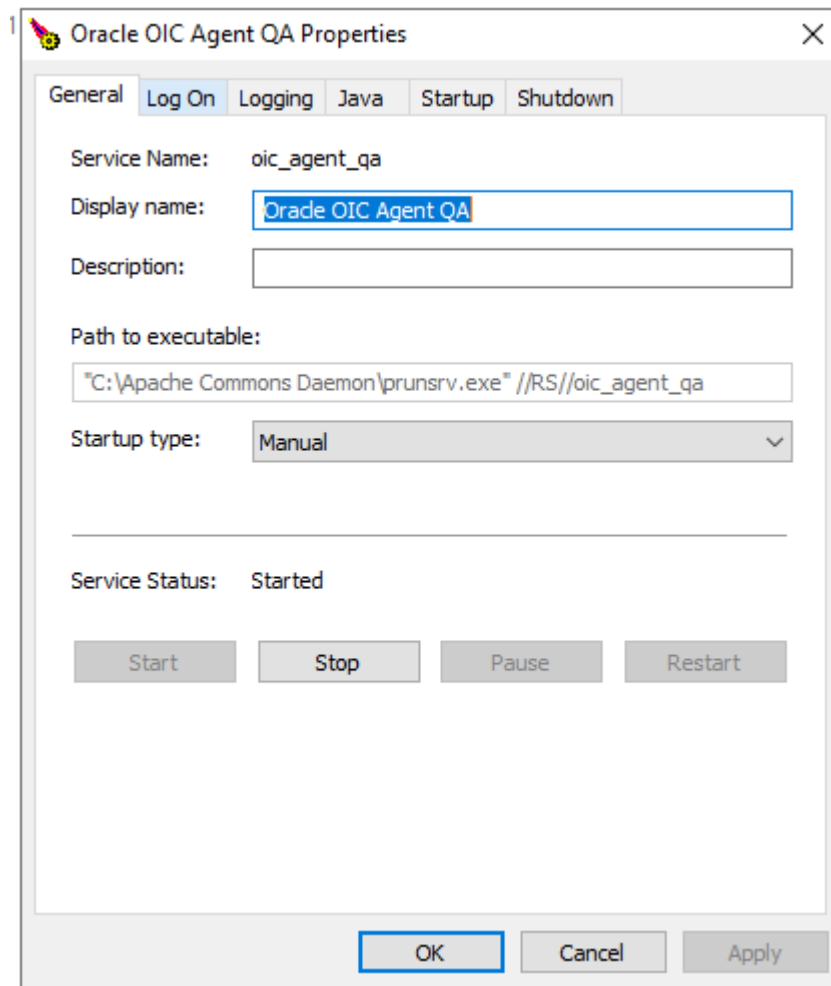 1
Oracle OIC Agent QA Properties
General Log On Logging Java Startup Shutdown
Service Name: oic_agent_qa
Display name: Oracle OIC Agent QA
Description:
Path to executable:
"C:\Apache Commons Daemon\prunsrv.exe" //RS//oic_agent_qa
Startup type: Manual
Service Status: Started
Start Stop Pause Restart
OK Cancel Apply